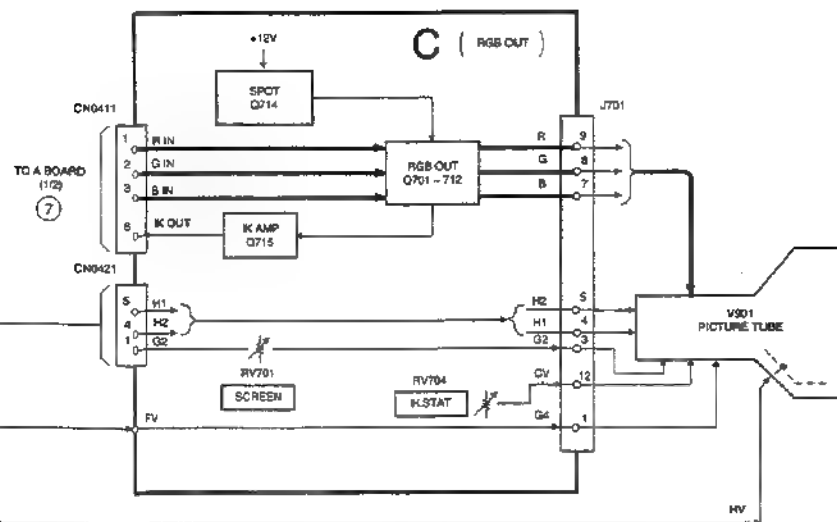 C ( RGB OUT )
+12V
SPOT
Q714
CN0411
J701
1 R IN
2 G IN
3 B IN
6 IK OUT
TO A BOARD
(1/2)
7
RGB OUT
Q701 ~ 712
IK AMP
Q715
R 9
G 8
B 7
CN0421
5 H1
4 H2
1 G2
H2 5
H1 4
G2 3
V901
PICTURE TUBE
RV701
SCREEN
RV704
H.STAT
CV 12
FV
G4 1
HV